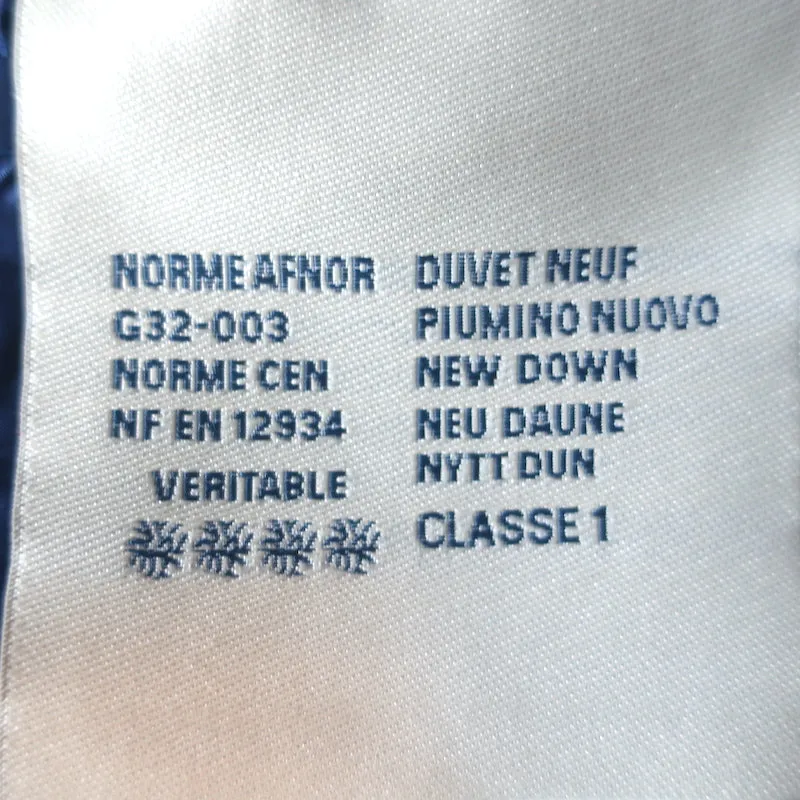 NORME AFNOR
G32-003
NORME CEN
NF EN 12934
VERITABLE
DUVET NEUF
PIUMINO NUOVO
NEW DOWN
NEU DAUNE
NYTT DUN
CLASSE 1